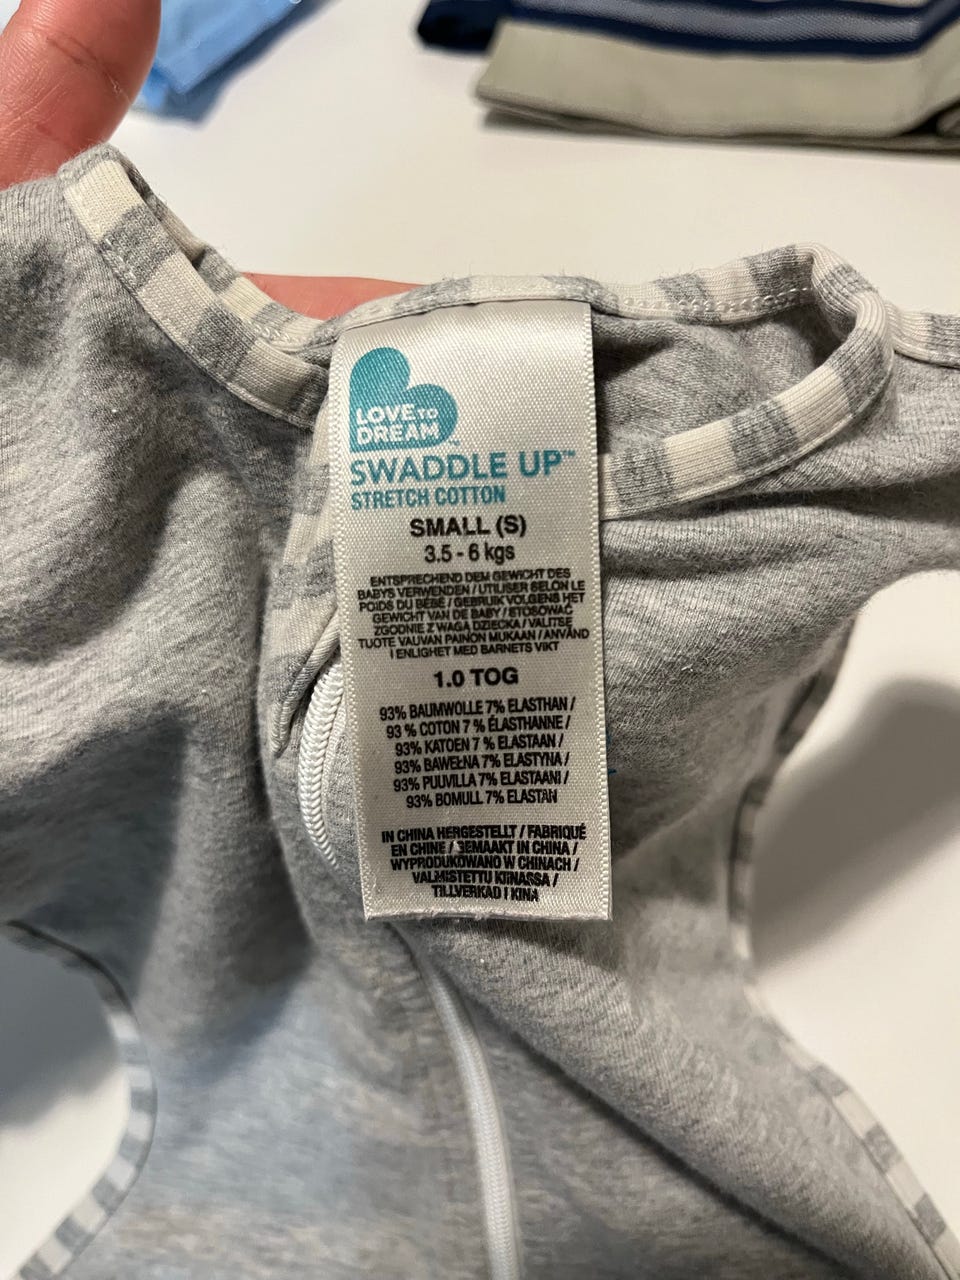 LOVE TO
DREAM™
SWADDLE UP™
STRETCH COTTON
SMALL (S)
3.5 - 6 kgs
ENTSPRECHEND DEM GEWICHT DES
BABYS VERWENDEN / UTILISER SELON LE
POIDS DU BÉBÉ / GEBRUIK VOLGENS HET
GEWICHT VAN DE BABY / STOSOWAĆ
ZGODNIE Z WAGĄ DZIECKA / VALITSE
TUOTE VAUVAN PAINON MUKAAN / ANVÄND
I ENLIGHET MED BARNETS VIKT
1.0 TOG
93% BAUMWOLLE 7% ELASTHAN /
93 % COTON 7 % ÉLASTHANNE /
93% KATOEN 7 % ELASTAAN /
93% BAWEŁNA 7% ELASTYNA /
93% PUUVILLA 7% ELASTAANI /
93% BOMULL 7% ELASTAN
IN CHINA HERGESTELLT / FABRIQUÉ
EN CHINE / GEMAAKT IN CHINA /
WYPRODUKOWANO W CHINACH /
VALMISTETTU KIINASSA /
TILLVERKAD I KINA